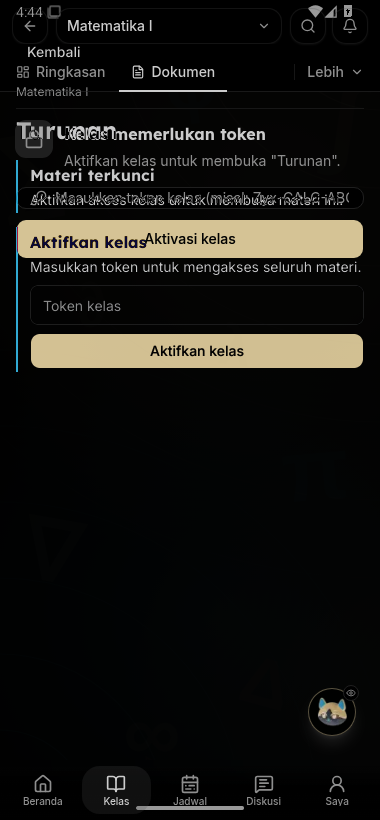 4:44
Matematika I
Kembali
Ringkasan
Dokumen
Lebih
Matematika I
Turunan
Kelas memerlukan token
Aktifkan kelas untuk membuka "Turunan".
Materi terkunci
Aktifkan akses kelas untuk membuka materi ini.
Aktifkan kelas
Aktivasi kelas
Masukkan token untuk mengakses seluruh materi.
Token kelas
Aktifkan kelas
Beranda
Kelas
Jadwal
Diskusi
Saya